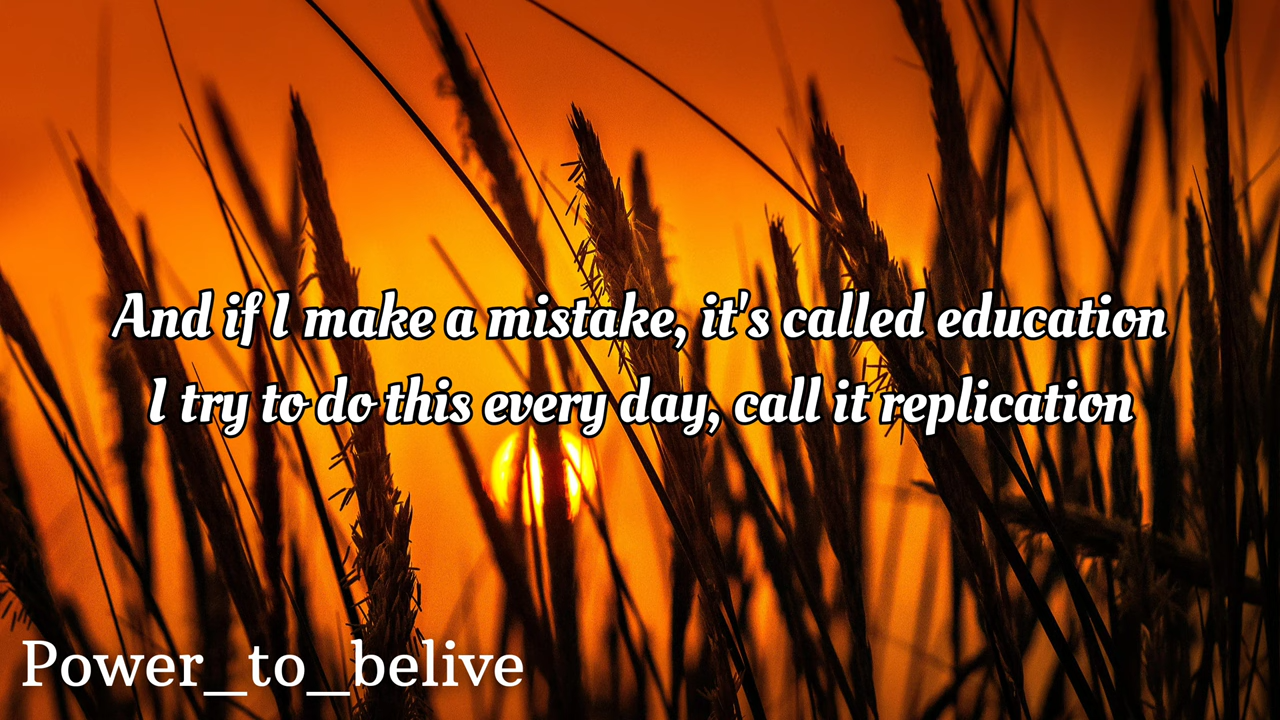 And if I make a mistake, it's called education
I try to do this every day, call it replication
Power_to_belive